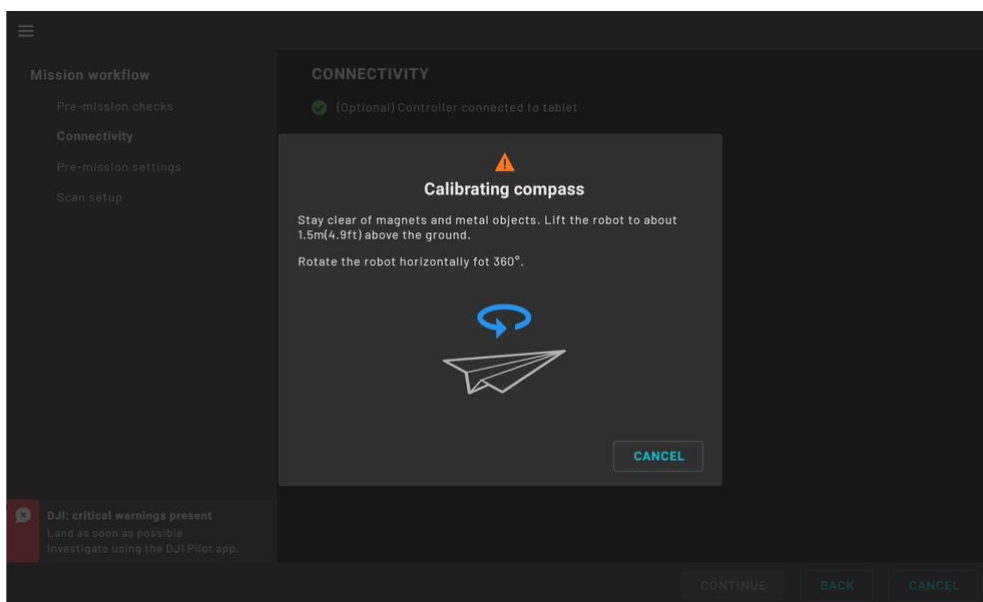 Mission workflow
Pre-mission checks
Connectivity
Pre-mission settings
Scan setup
CONNECTIVITY
(Optional) Controller connected to tablet
Calibrating compass
Stay clear of magnets and metal objects. Lift the robot to about
1.5m(4.9ft) above the ground.
Rotate the robot horizontally fot 360°.
CANCEL
DJI: critical warnings present
Land as soon as possible
Investigate using the DJI Pilot app.
CONTINUE
BACK
CANCEL